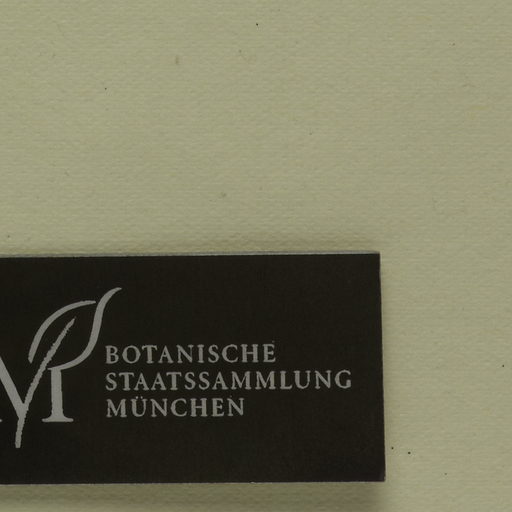 M
BOTANISCHE
STAATSSAMMLUNG
MÜNCHEN